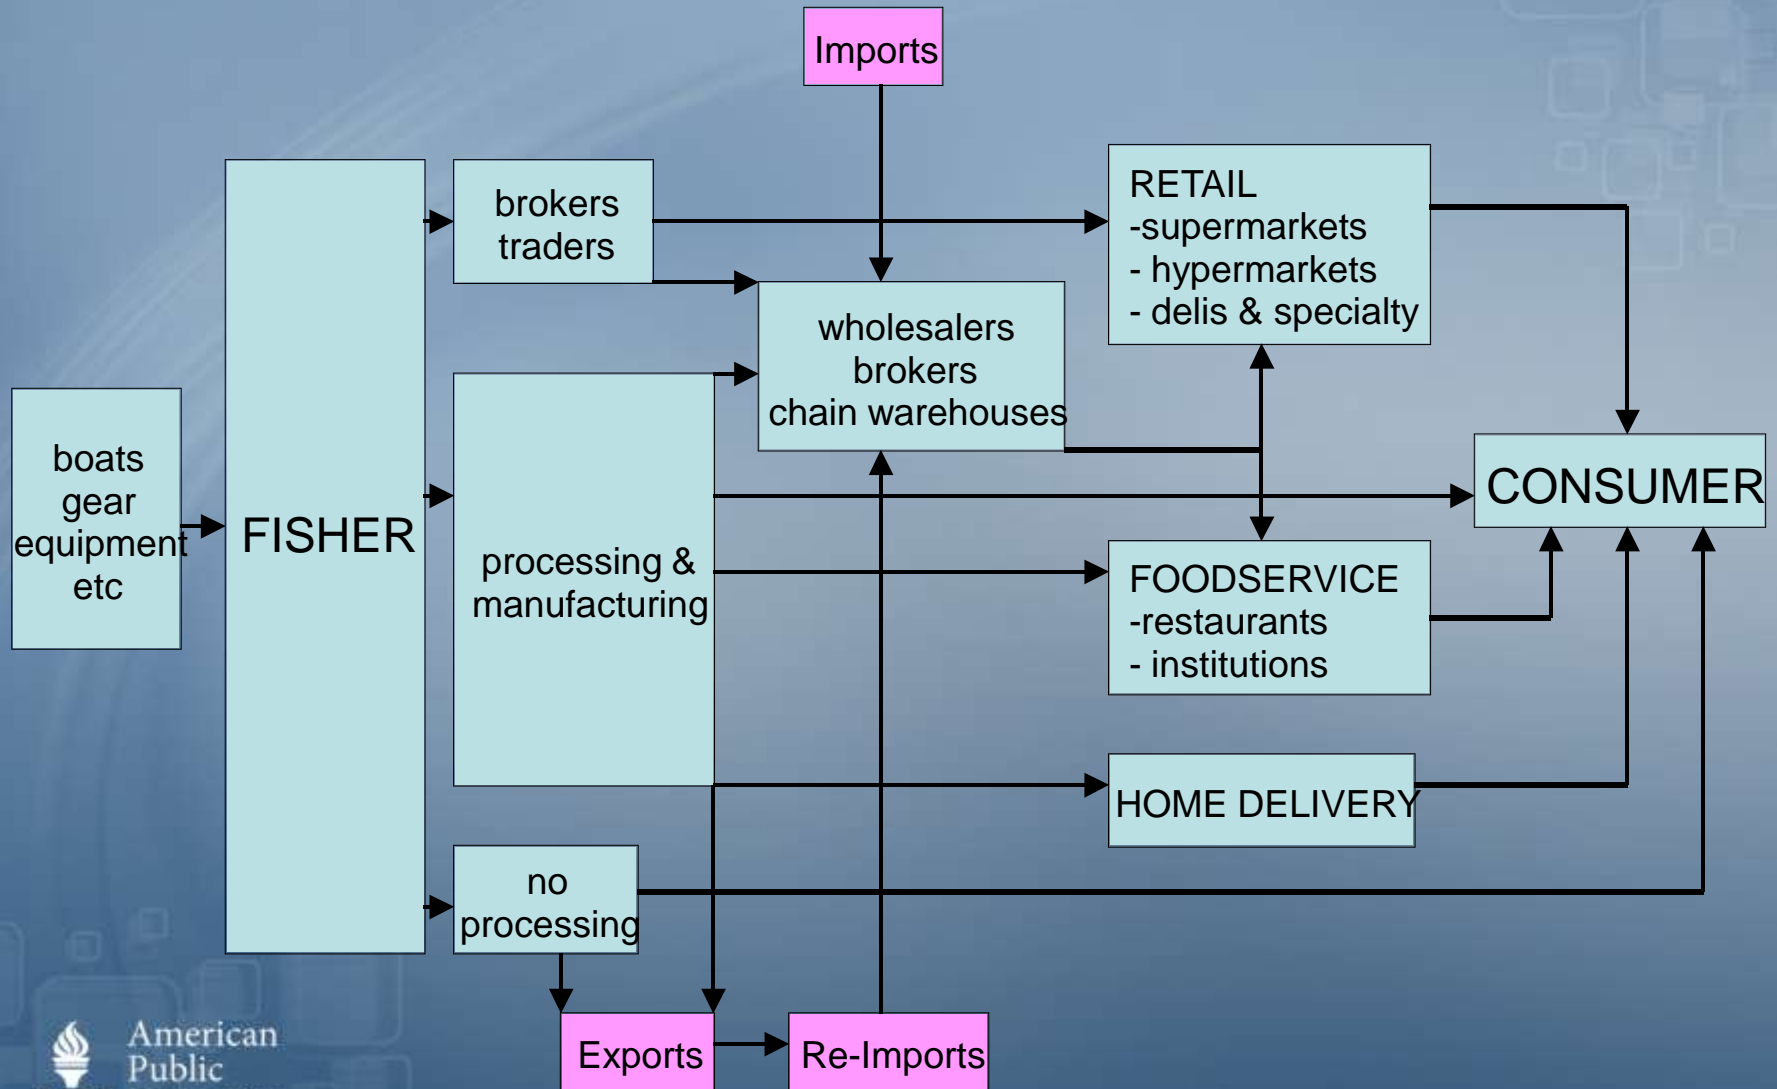 Imports
brokers
traders
RETAIL
-supermarkets
- hypermarkets
- delis & specialty
wholesalers
brokers
chain warehouses
boats
gear
equipment
etc
FISHER
CONSUMER
processing &
manufacturing
FOODSERVICE
-restaurants
- institutions
HOME DELIVERY
no
processing
Exports
Re-Imports
American
Public